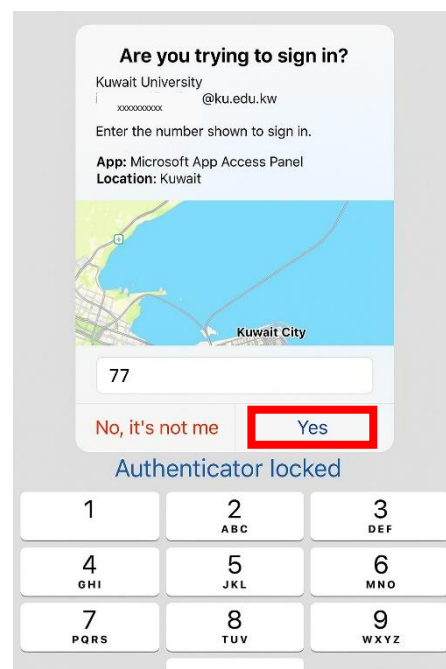 Are you trying to sign in?
Kuwait University
i xxxxxxxxx @ku.edu.kw
Enter the number shown to sign in.
App: Microsoft App Access Panel
Location: Kuwait
Kuwait City
77
No, it's not me Yes
Authenticator locked
1 2 3
ABC DEF
4 5 6
GHI JKL MNO
7 8 9
PQRS TUV WXYZ